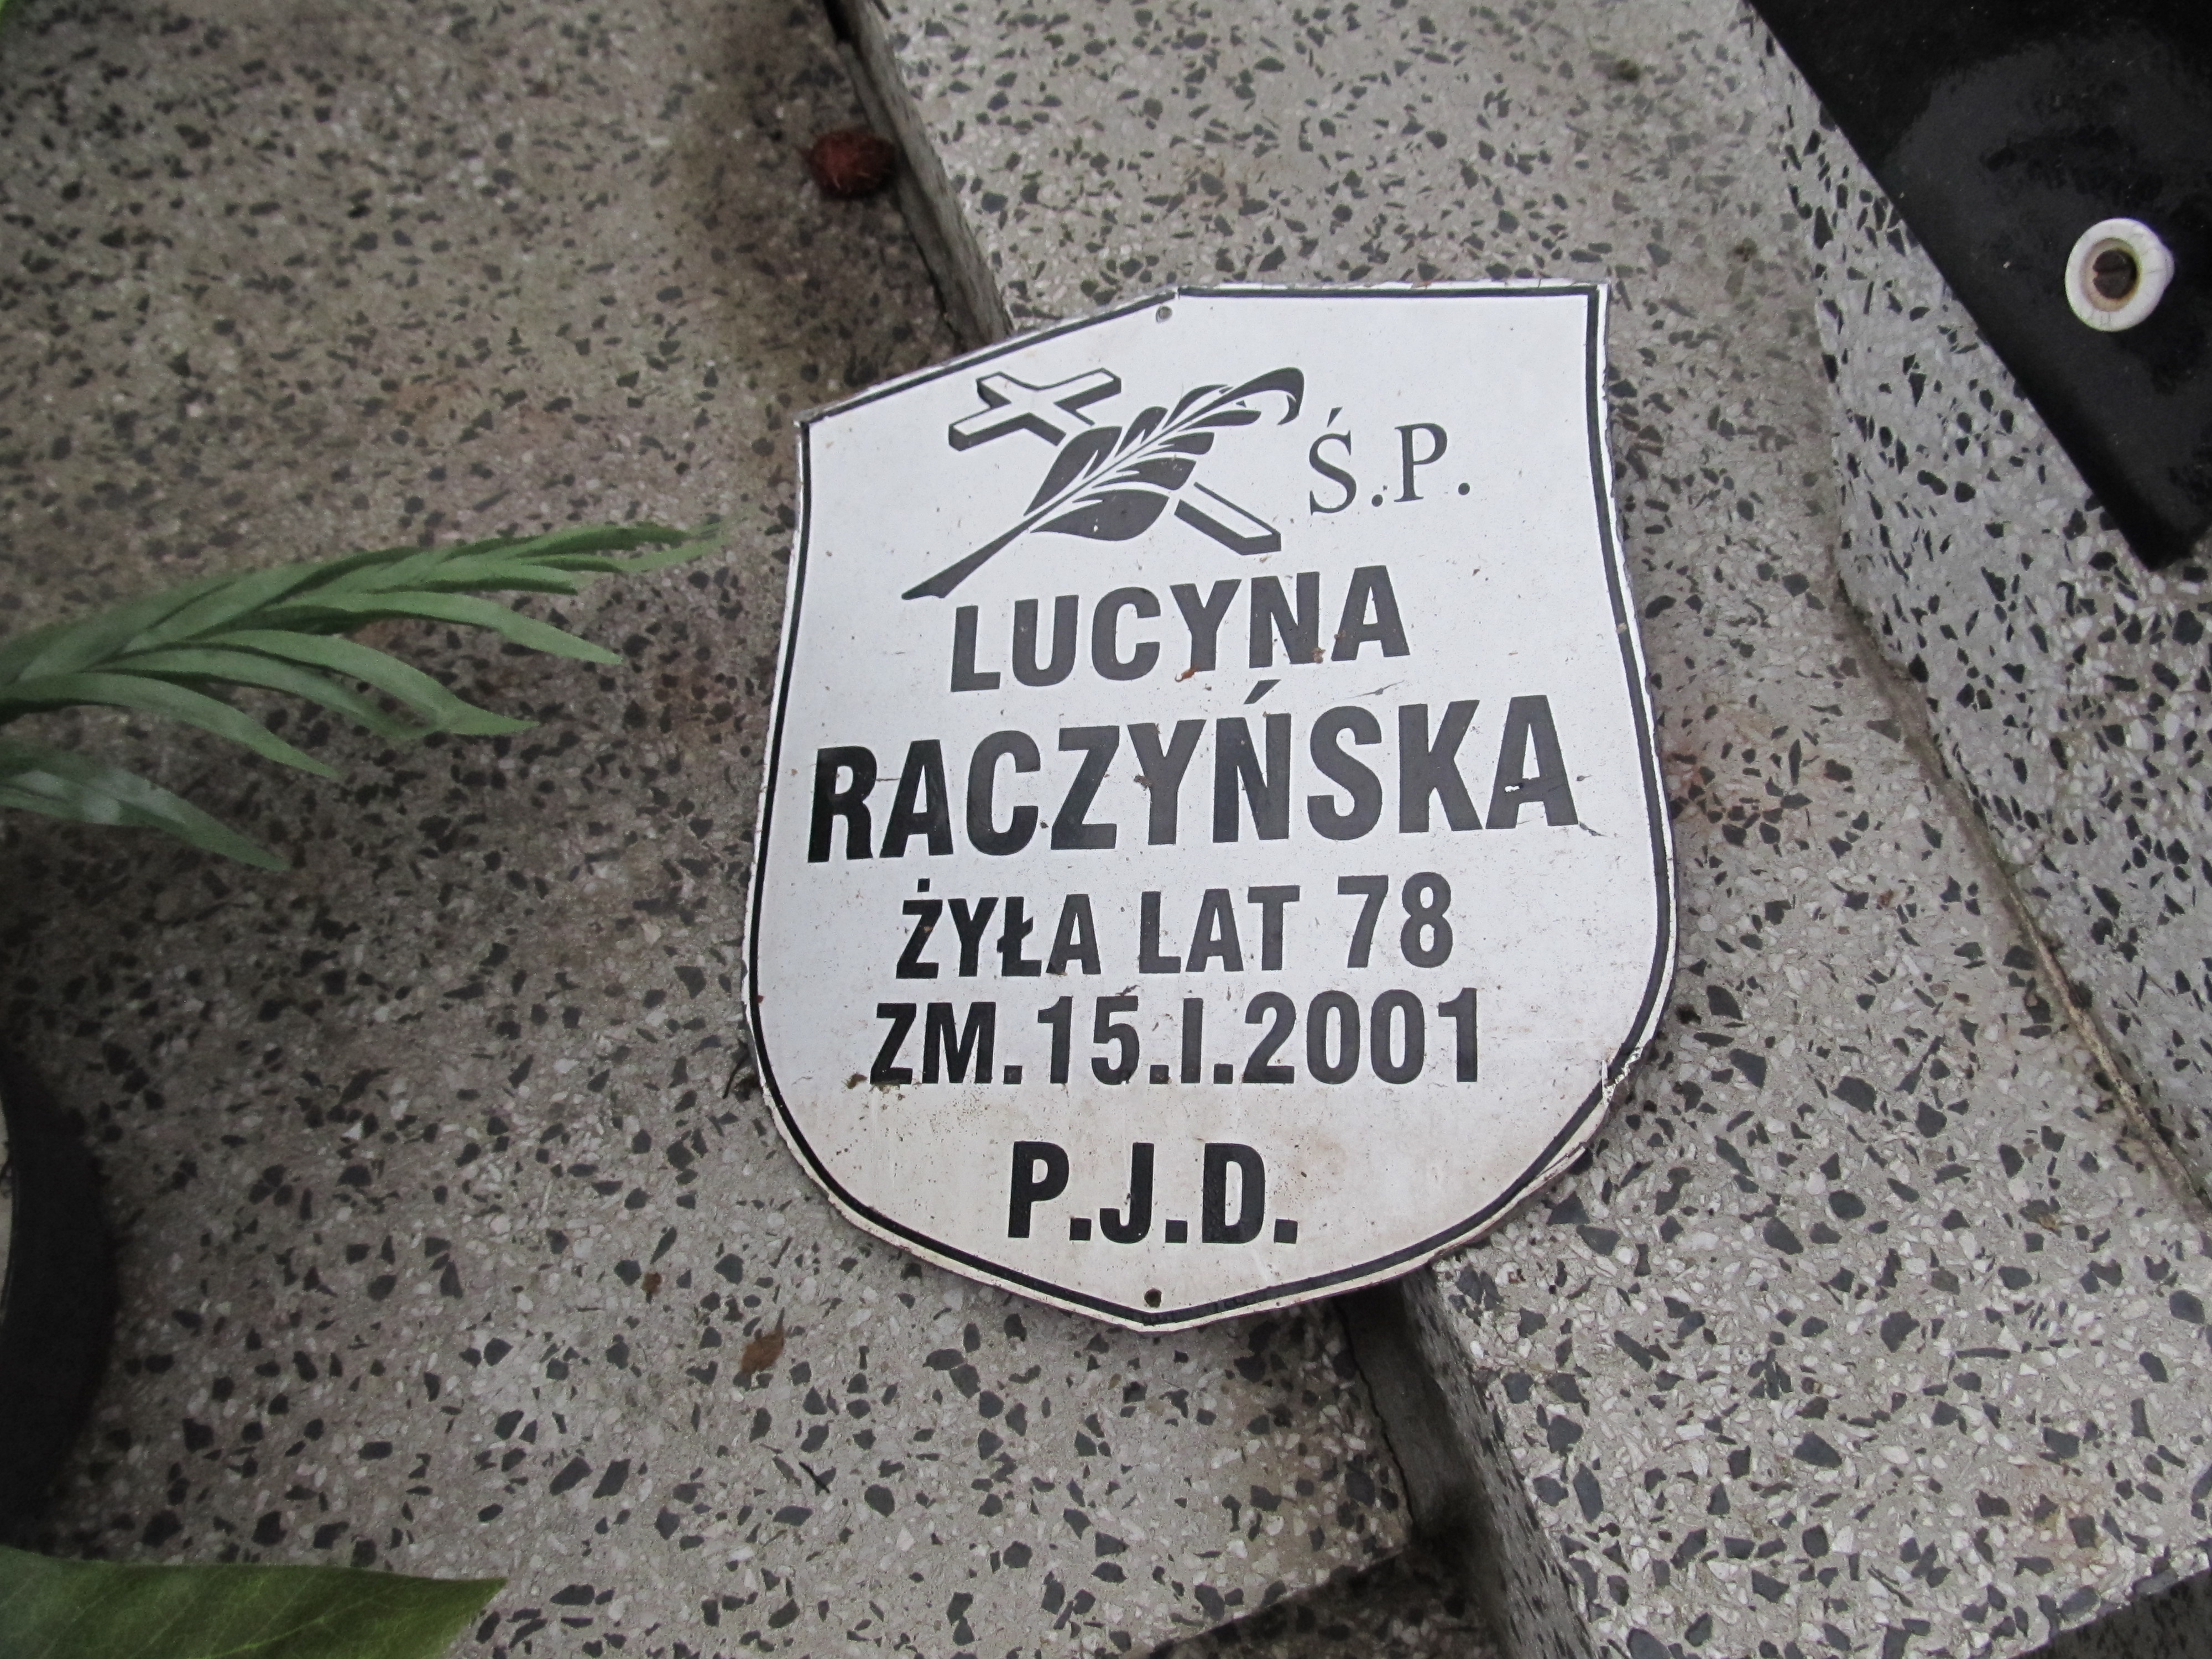 Ś.P.
LUCYNA
RACZYŃSKA
ŻYŁA LAT 78
ZM.15.I.2001
P.J.D.